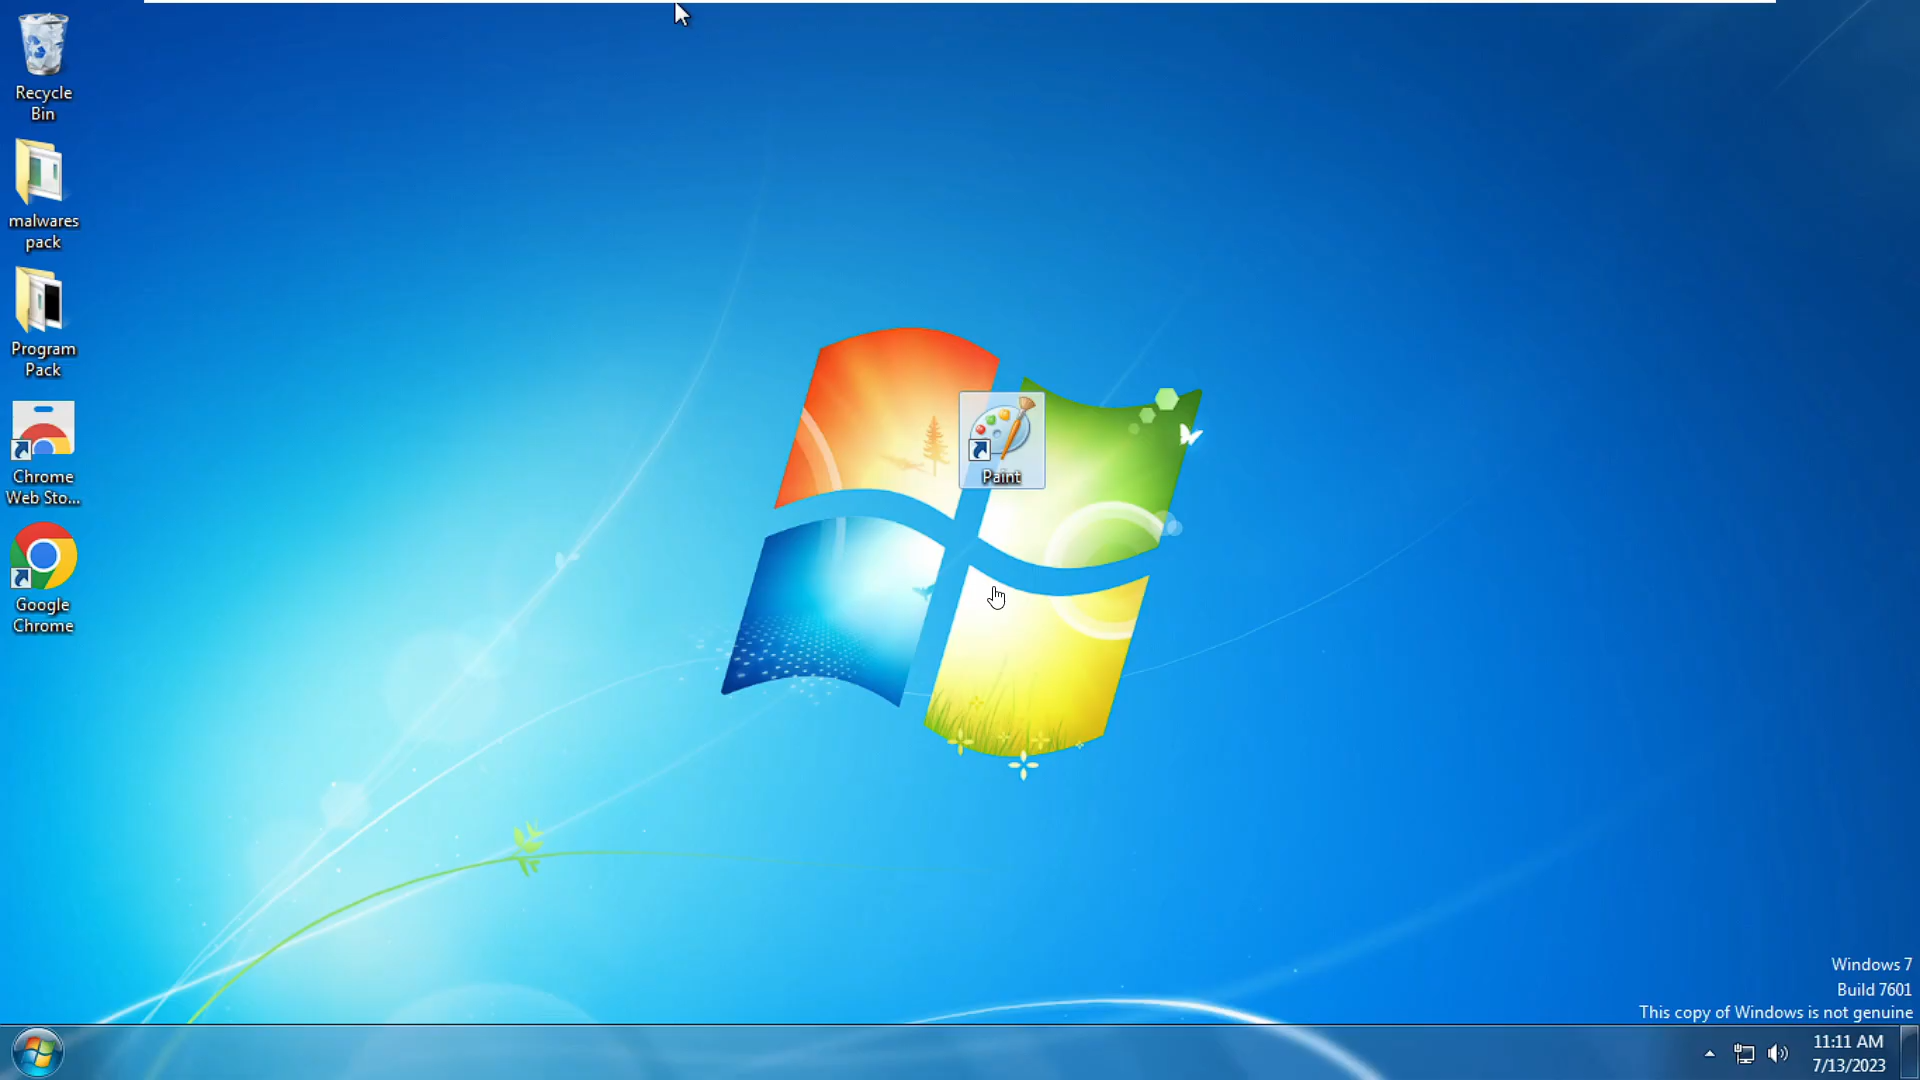 Recycle
Bin
malwares
pack
Program
Pack
Chrome
Web Sto...
Google
Chrome
Paint
Windows 7
Build 7601
This copy of Windows is not genuine
11:11 AM
7/13/2023